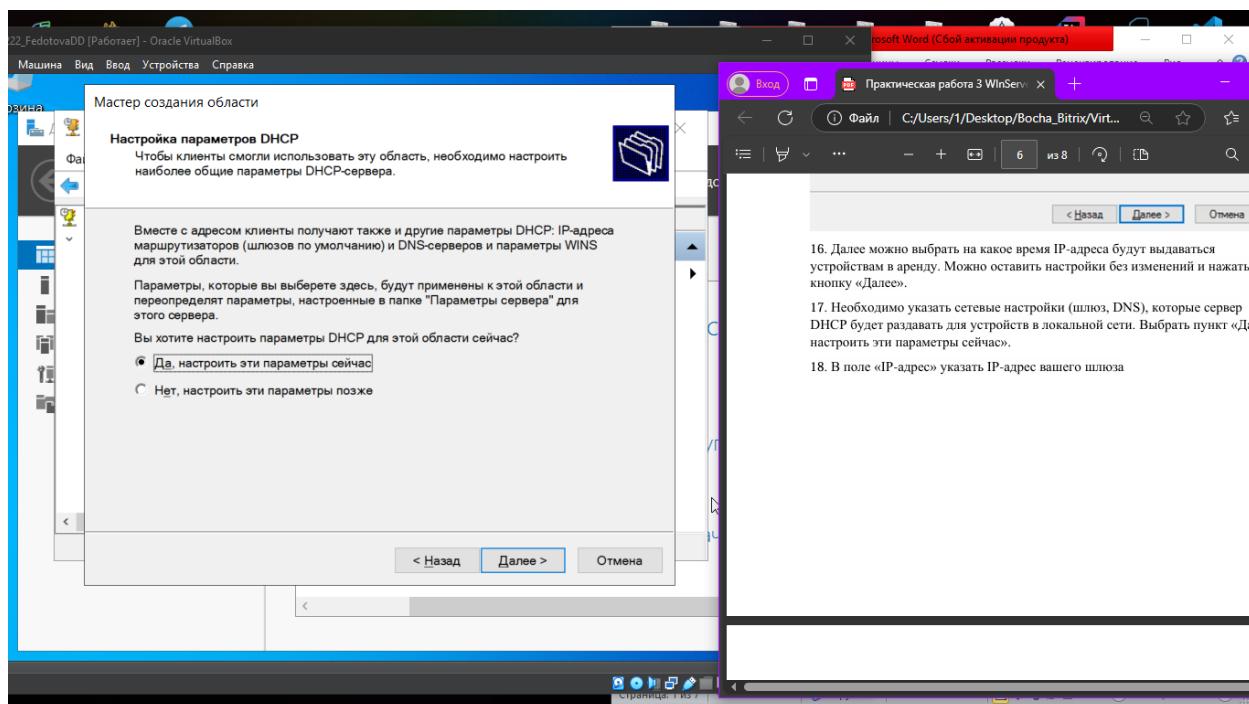 222_FedotovaDD [Работает] - Oracle VirtualBox
Машина Вид Ввод Устройства Справка
Мастер создания области
Настройка параметров DHCP
Чтобы клиенты смогли использовать эту область, необходимо настроить
наиболее общие параметры DHCP-сервера.
Вместе с адресом клиенты получают также и другие параметры DHCP: IP-адреса
маршрутизаторов (шлюзов по умолчанию) и DNS-серверов и параметры WINS
для этой области.
Параметры, которые вы выберете здесь, будут применены к этой области и
переопределят параметры, настроенные в папке "Параметры сервера" для
этого сервера.
Вы хотите настроить параметры DHCP для этой области сейчас?
Да, настроить эти параметры сейчас
Нет, настроить эти параметры позже
< Назад Далее > Отмена
rosoft Word (Сбой активации продукта)
Вход
Практическая работа 3 WInServ
Файл C:/Users/1/Desktop/Bocha_Bitrix/Virt...
6 из 8
< Назад Далее > Отмена
16. Далее можно выбрать на какое время IP-адреса будут выдаваться
устройствам в аренду. Можно оставить настройки без изменений и нажать
кнопку «Далее».
17. Необходимо указать сетевые настройки (шлюз, DNS), которые сервер
DHCP будет раздавать для устройств в локальной сети. Выбрать пункт «Да
настроить эти параметры сейчас».
18. В поле «IP-адрес» указать IP-адрес вашего шлюза